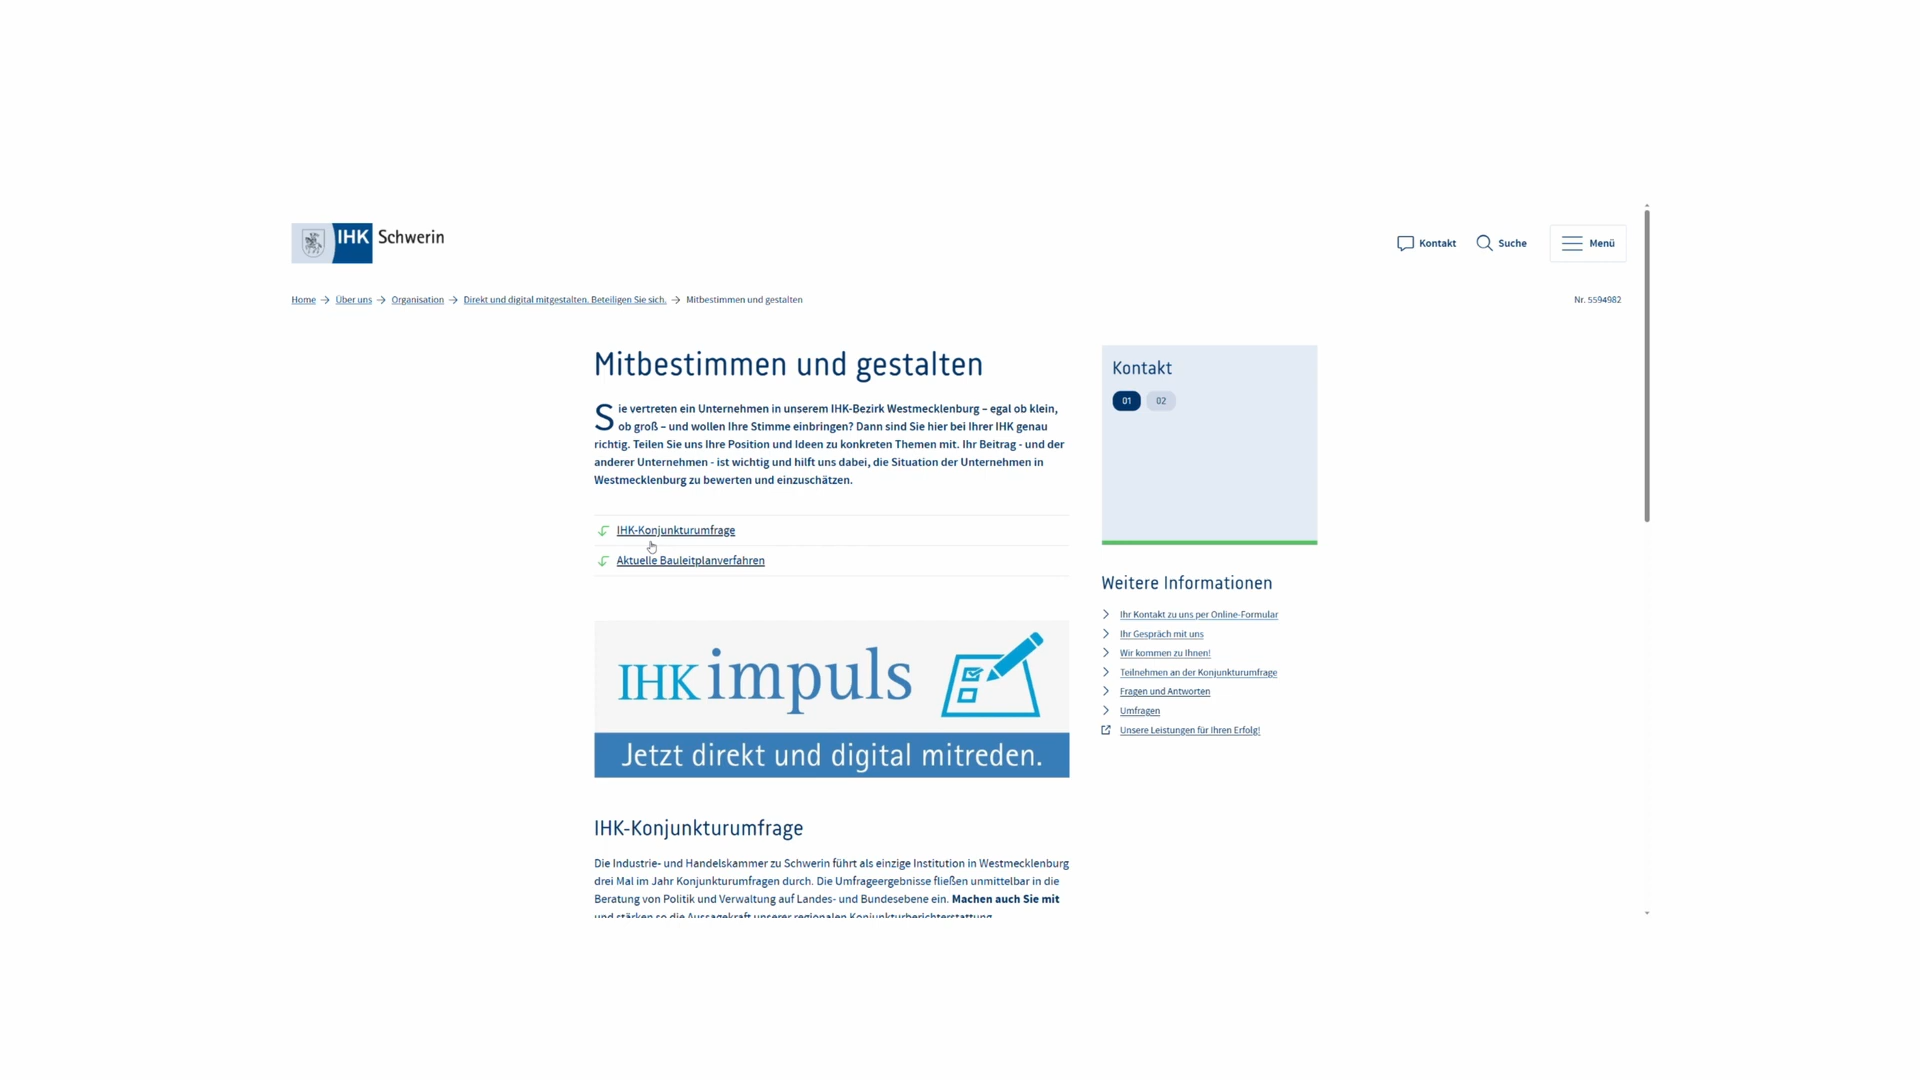 IHK Schwerin
Kontakt
Suche
Menü
Home → Über uns → Organisation → Direkt und digital mitgestalten. Beteiligen Sie sich. → Mitbestimmen und gestalten
Nr. 5594982
Mitbestimmen und gestalten
Sie vertreten ein Unternehmen in unserem IHK-Bezirk Westmecklenburg – egal ob klein,
ob groß – und wollen Ihre Stimme einbringen? Dann sind Sie hier bei Ihrer IHK genau
richtig. Teilen Sie uns Ihre Position und Ideen zu konkreten Themen mit. Ihr Beitrag - und der
anderer Unternehmen - ist wichtig und hilft uns dabei, die Situation der Unternehmen in
Westmecklenburg zu bewerten und einzuschätzen.
IHK-Konjunkturumfrage
Aktuelle Bauleitplanverfahren
IHK impuls
Jetzt direkt und digital mitreden.
IHK-Konjunkturumfrage
Die Industrie- und Handelskammer zu Schwerin führt als einzige Institution in Westmecklenburg
drei Mal im Jahr Konjunkturumfragen durch. Die Umfrageergebnisse fließen unmittelbar in die
Beratung von Politik und Verwaltung auf Landes- und Bundesebene ein. Machen auch Sie mit
und stärken so die Aussagekraft unserer regionalen Konjunkturberichterstattung.
Kontakt
01
02
Weitere Informationen
Ihr Kontakt zu uns per Online-Formular
Ihr Gespräch mit uns
Wir kommen zu Ihnen!
Teilnehmen an der Konjunkturumfrage
Fragen und Antworten
Umfragen
Unsere Leistungen für Ihren Erfolg!